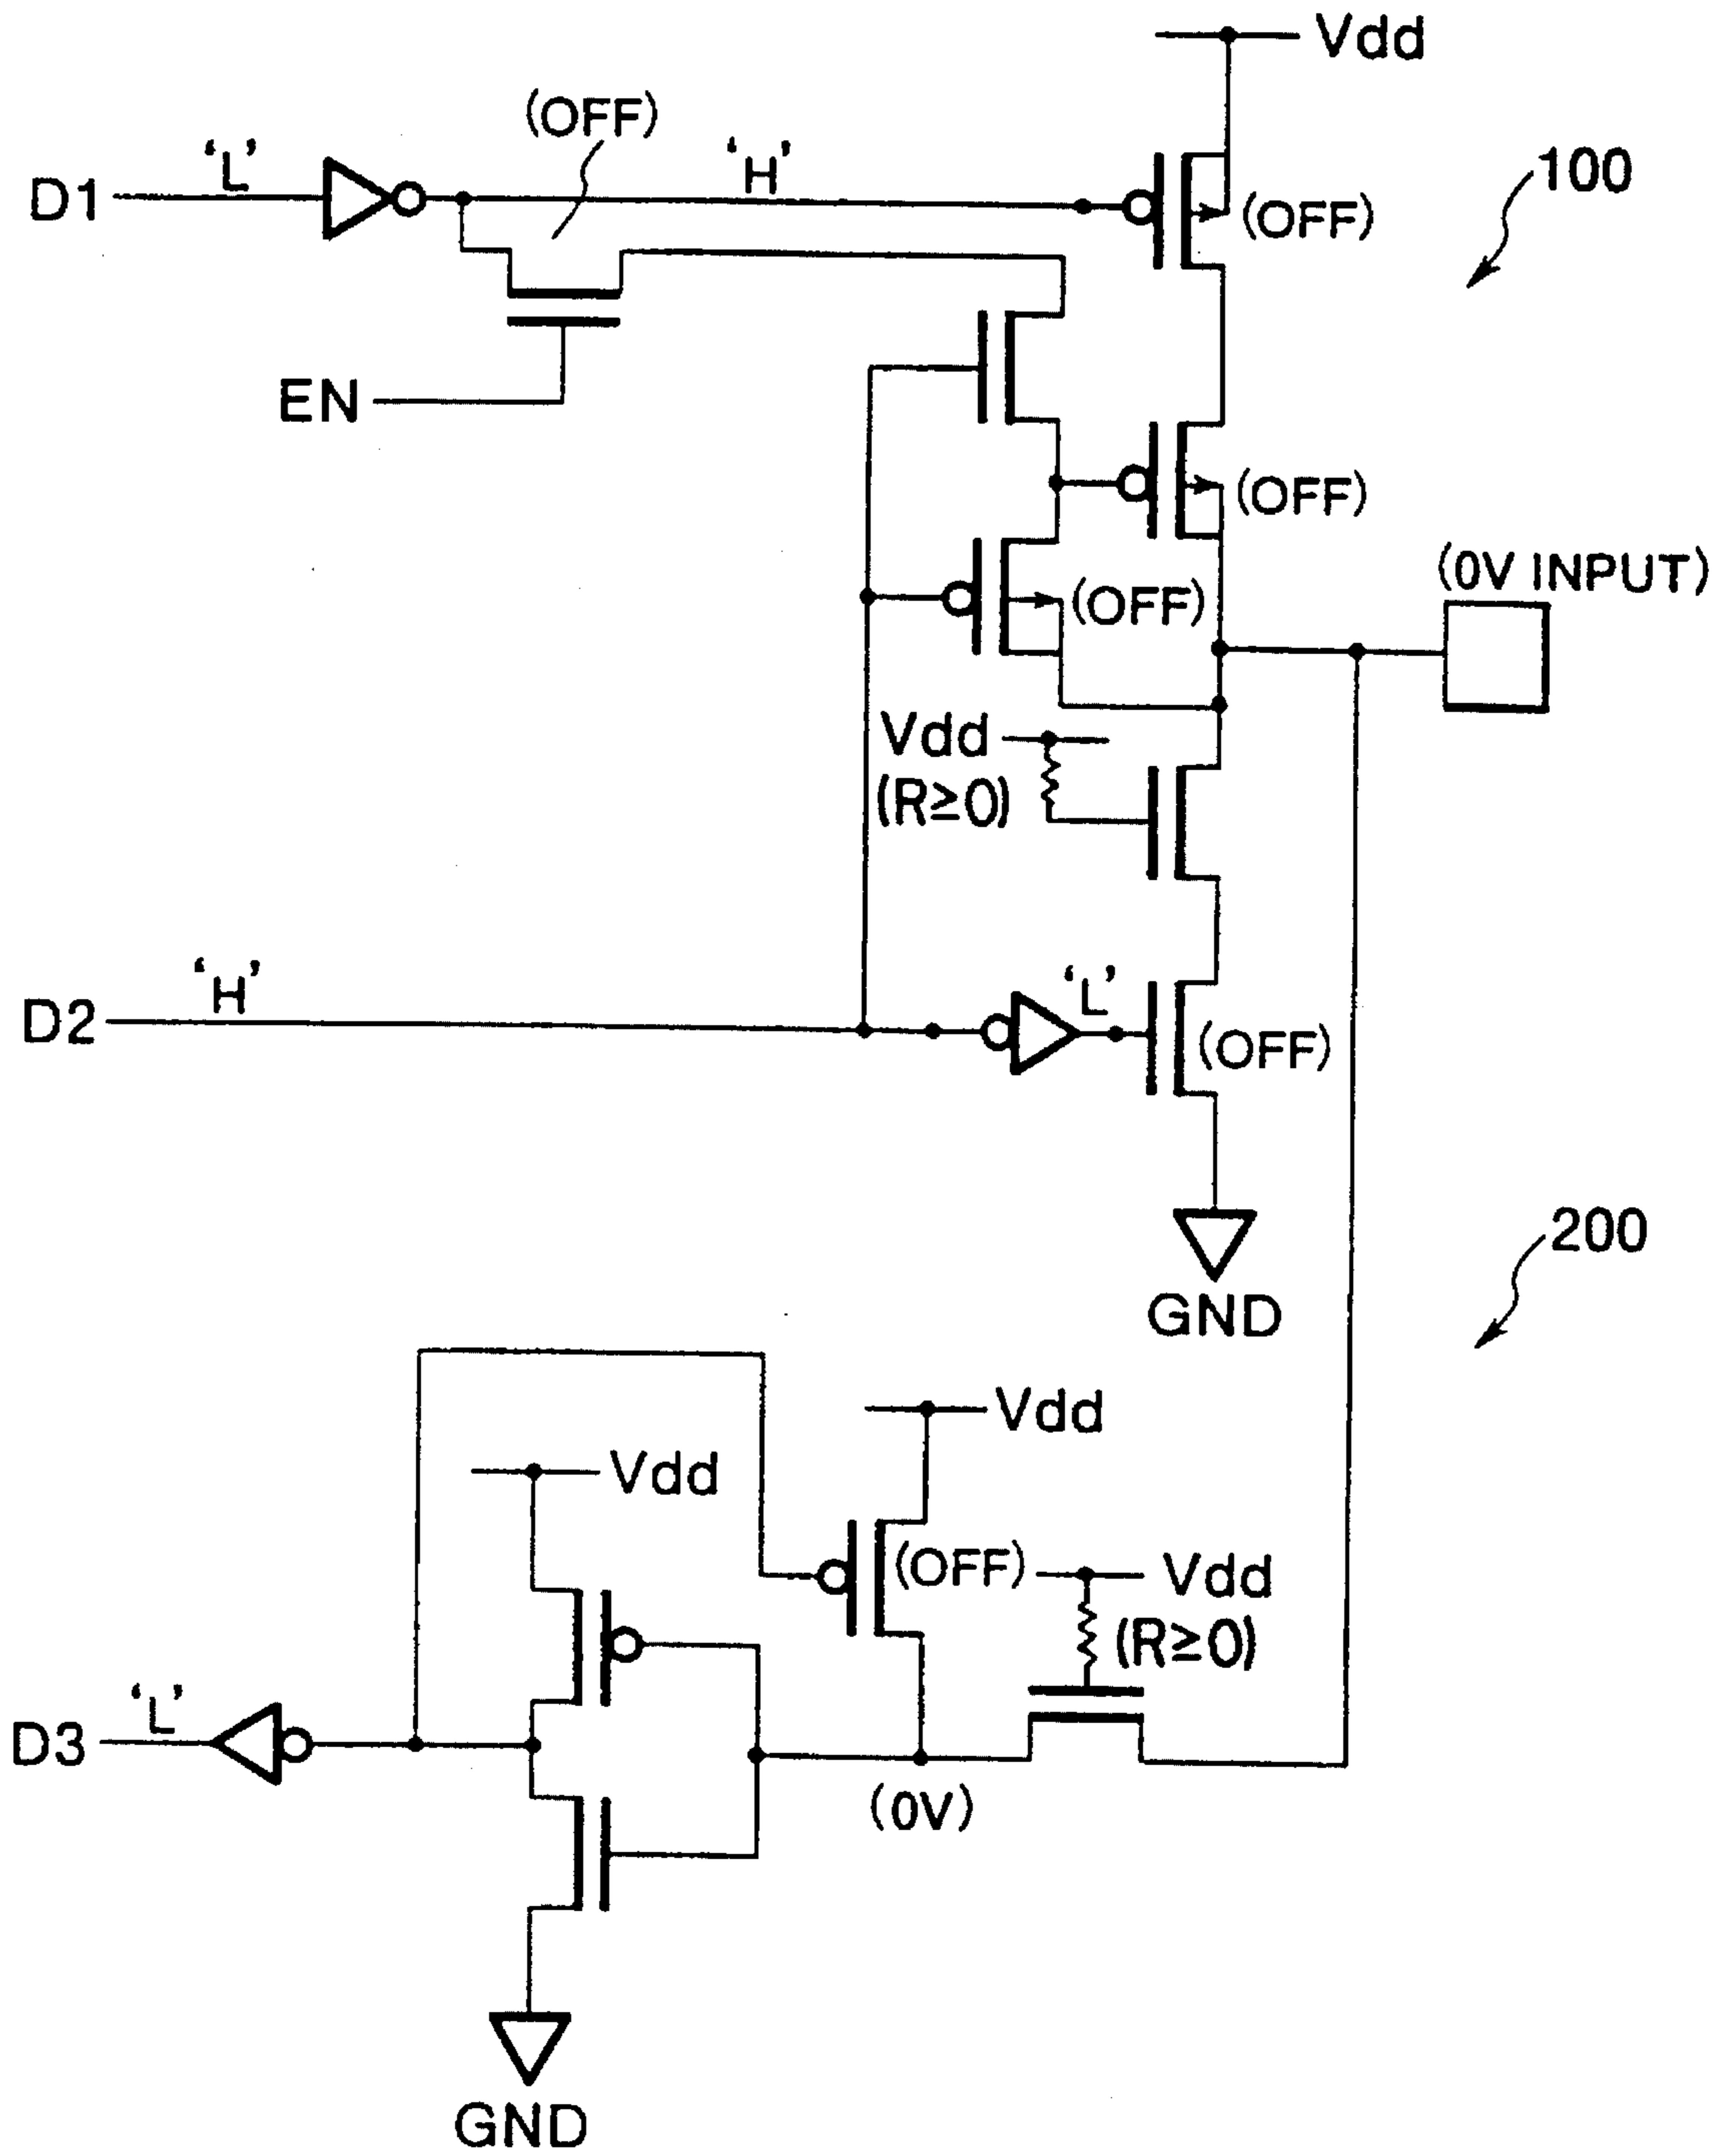 Vdd
(OFF)
D1 'L' 'H'
(OFF)
100
EN
(OFF)
(0V INPUT)
(OFF)
Vdd
(R≥0)
D2 'H'
'L'
(OFF)
200
GND
Vdd
Vdd
(OFF)
Vdd
(R≥0)
D3 'L'
(0V)
GND